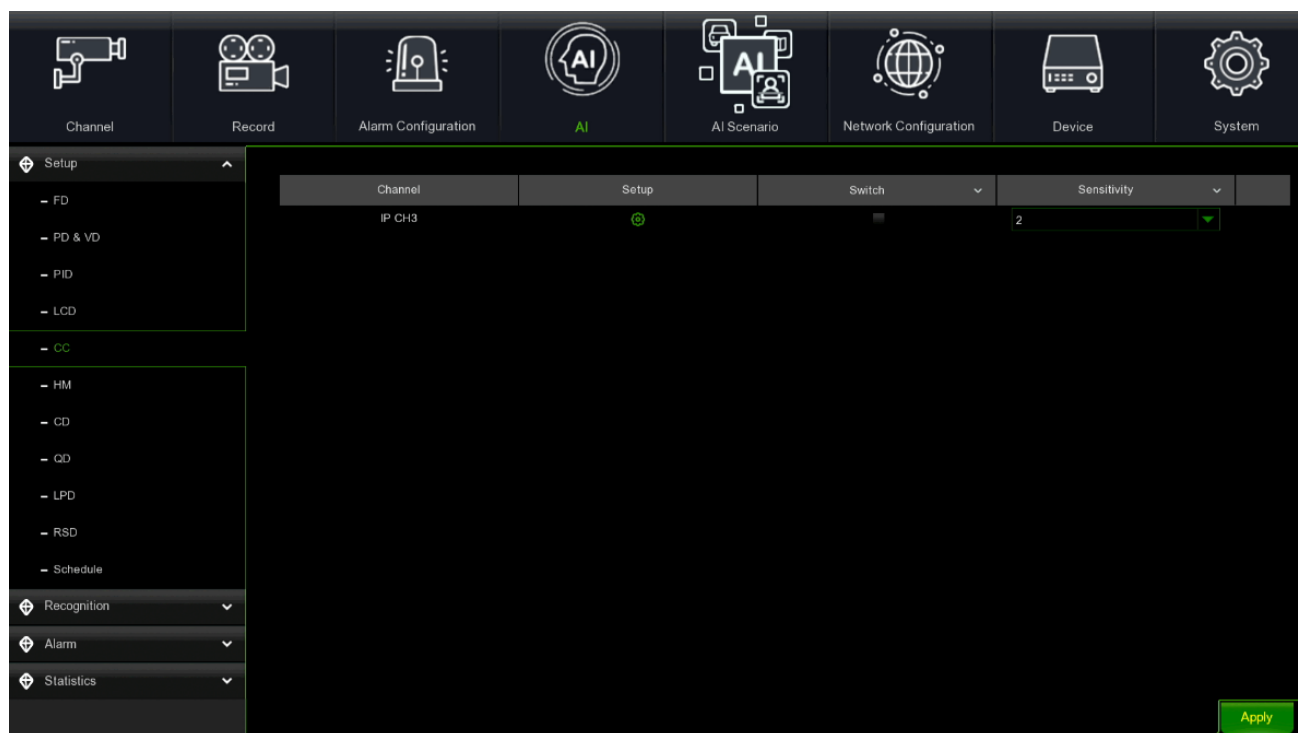 AI
AI
Channel Record Alarm Configuration AI AI Scenario Network Configuration Device System
Setup
Channel Setup Switch Sensitivity
– FD
IP CH3 2
– PD & VD
– PID
– LCD
– CC
– HM
– CD
– QD
– LPD
– RSD
– Schedule
Recognition
Alarm
Statistics
Apply